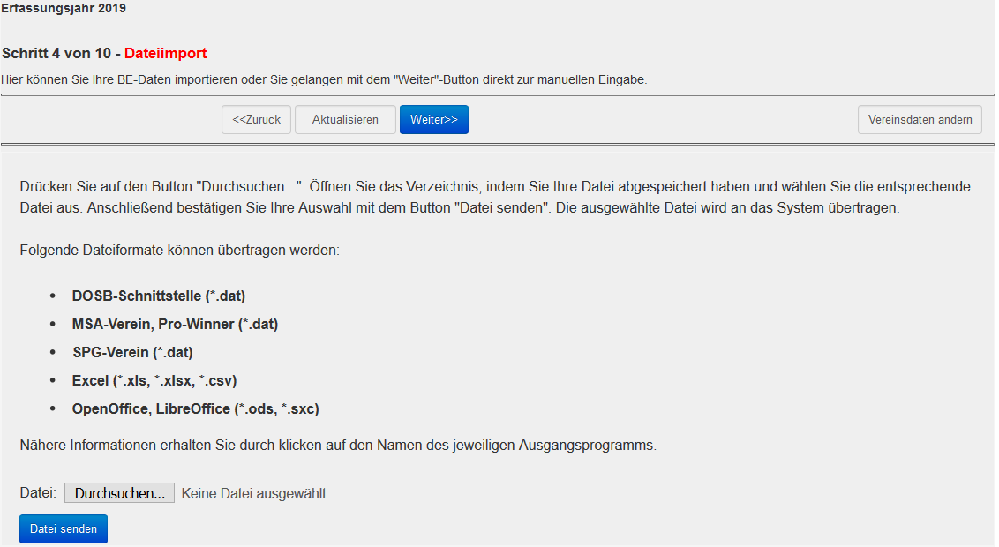 Erfassungsjahr 2019
Schritt 4 von 10 - Dateiimport
Hier können Sie Ihre BE-Daten importieren oder Sie gelangen mit dem "Weiter"-Button direkt zur manuellen Eingabe.
<<Zurück Aktualisieren Weiter>> Vereinsdaten ändern
Drücken Sie auf den Button "Durchsuchen...". Öffnen Sie das Verzeichnis, indem Sie Ihre Datei abgespeichert haben und wählen Sie die entsprechende
Datei aus. Anschließend bestätigen Sie Ihre Auswahl mit dem Button "Datei senden". Die ausgewählte Datei wird an das System übertragen.
Folgende Dateiformate können übertragen werden:
• DOSB-Schnittstelle (*.dat)
• MSA-Verein, Pro-Winner (*.dat)
• SPG-Verein (*.dat)
• Excel (*.xls, *.xlsx, *.csv)
• OpenOffice, LibreOffice (*.ods, *.sxc)
Nähere Informationen erhalten Sie durch klicken auf den Namen des jeweiligen Ausgangsprogramms.
Datei: Durchsuchen... Keine Datei ausgewählt.
Datei senden